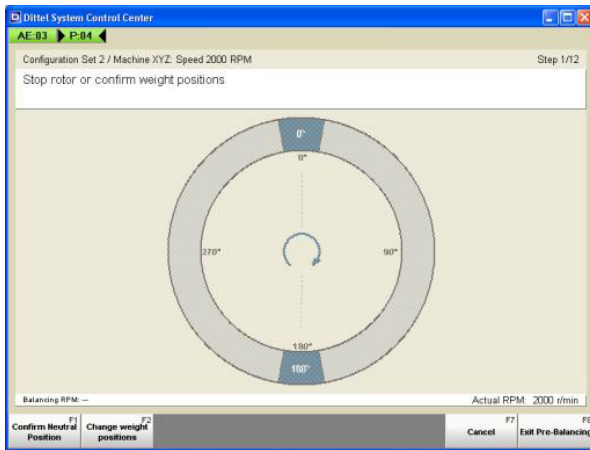 Dittel System Control Center
AE:03 P:04
Configuration Set 2 / Machine XYZ: Speed 2000 RPM Step 1/12
Stop rotor or confirm weight positions
0°
0°
270° 90°
180°
180°
Balancing RPM: -- Actual RPM: 2000 r/min
F1 F2 F7 F8
Confirm Neutral Change weight Cancel Exit Pre-Balancing
Position positions